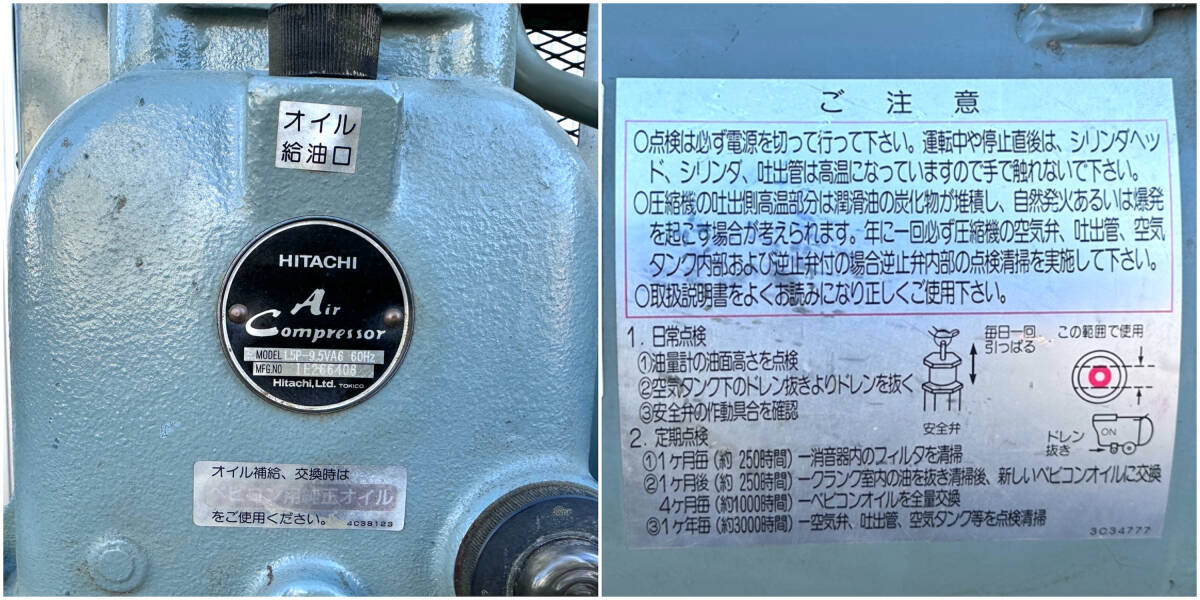 オイル
給油口
HITACHI
Air
Compressor
MODEL 1.5P-9.5VA6 60Hz
MFG.NO 1E266408
Hitachi,Ltd. TOKICO
オイル補給、交換時は
ベビコン用純正オイル
をご使用ください。 4C38123
ご注意
○点検は必ず電源を切って行って下さい。運転中や停止直後は、シリンダヘッ
ド、シリンダ、吐出管は高温になっていますので手で触れないで下さい。
○圧縮機の吐出側高温部分は潤滑油の炭化物が堆積し、自然発火あるいは爆発
を起こす場合が考えられます。年に一回必ず圧縮機の空気弁、吐出管、空気
タンク内部および逆止弁付の場合逆止弁内部の点検清掃を実施して下さい。
○取扱説明書をよくお読みになり正しくご使用下さい。
1. 日常点検
①油量計の油面高さを点検
②空気タンク下のドレン抜きよりドレンを抜く
③安全弁の作動具合を確認
毎日一回
引っぱる
安全弁
この範囲で使用
ON
ドレン
抜き
2. 定期点検
①1ヶ月毎(約 250時間)―消音器内のフィルタを清掃
②1ヶ月後(約 250時間)―クランク室内の油を抜き清掃後、新しいベビコンオイルに交換
4ヶ月毎(約1000時間)―ベビコンオイルを全量交換
③1ヶ年毎(約3000時間)―空気弁、吐出管、空気タンク等を点検清掃
3C34777